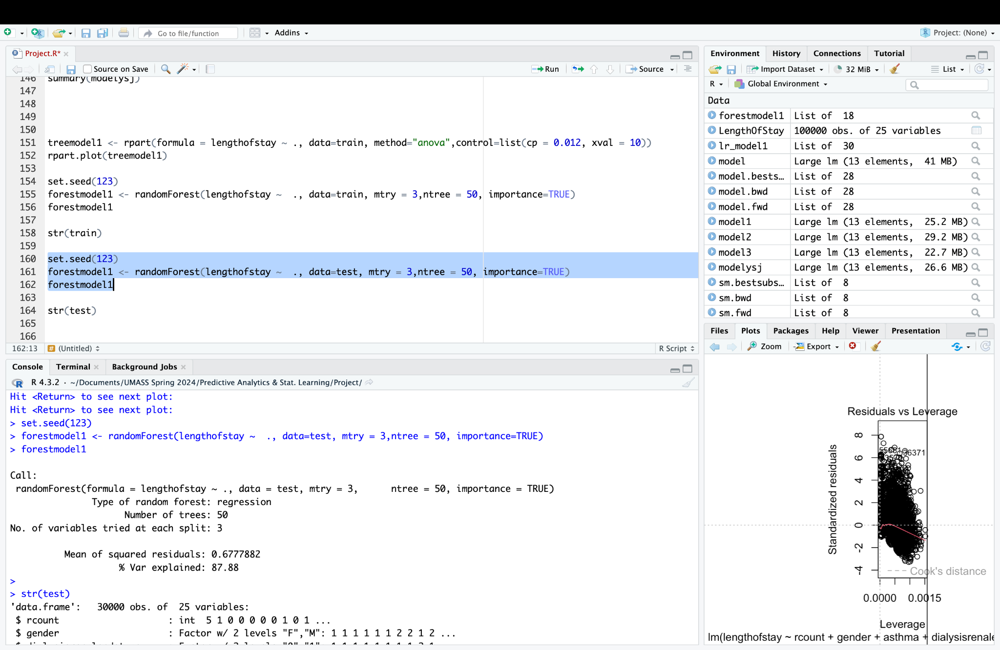 Go to file/function
Addins
Project: (None)
Project.R*
Source on Save
Run
Source
146 summary(modelysj)
147
148
149
150
151 treemodel1 <- rpart(formula = lengthofstay ~ ., data=train, method="anova",control=list(cp = 0.012, xval = 10))
152 rpart.plot(treemodel1)
153
154 set.seed(123)
155 forestmodel1 <- randomForest(lengthofstay ~  ., data=train, mtry = 3,ntree = 50, importance=TRUE)
156 forestmodel1
157
158 str(train)
159
160 set.seed(123)
161 forestmodel1 <- randomForest(lengthofstay ~  ., data=test, mtry = 3,ntree = 50, importance=TRUE)
162 forestmodel1
163
164 str(test)
165
166
162:13 # (Untitled) R Script
Console Terminal Background Jobs
R 4.3.2 · ~/Documents/UMASS Spring 2024/Predictive Analytics & Stat. Learning/Project/
Hit <Return> to see next plot:
Hit <Return> to see next plot:
> set.seed(123)
> forestmodel1 <- randomForest(lengthofstay ~  ., data=test, mtry = 3,ntree = 50, importance=TRUE)
> forestmodel1
Call:
randomForest(formula = lengthofstay ~ ., data = test, mtry = 3,      ntree = 50, importance = TRUE)
Type of random forest: regression
Number of trees: 50
No. of variables tried at each split: 3
Mean of squared residuals: 0.6777882
% Var explained: 87.88
>
> str(test)
'data.frame':   30000 obs. of  25 variables:
$ rcount : int  5 1 0 0 0 0 0 1 0 1 ...
$ gender : Factor w/ 2 levels "F","M": 1 1 1 1 1 1 2 2 1 2 ...
Environment History Connections Tutorial
Import Dataset 32 MiB List
R Global Environment
Data
forestmodel1 List of  18
LengthOfStay 100000 obs. of 25 variables
lr_model1 List of  30
model Large lm (13 elements,  41 MB)
model.bests… List of  28
model.bwd List of  28
model.fwd List of  28
model1 Large lm (13 elements,  25.2 MB)
model2 Large lm (13 elements,  29.2 MB)
model3 Large lm (13 elements,  22.7 MB)
modelysj Large lm (13 elements,  26.6 MB)
sm.bestsubs… List of  8
sm.bwd List of  8
sm.fwd List of  8
Files Plots Packages Help Viewer Presentation
Zoom Export
Residuals vs Leverage
Standardized residuals
8
6
4
2
0
-2
-4
36371
Cook's distance
0.0000 0.0015
Leverage
lm(lengthofstay ~ rcount + gender + asthma + dialysisrenale